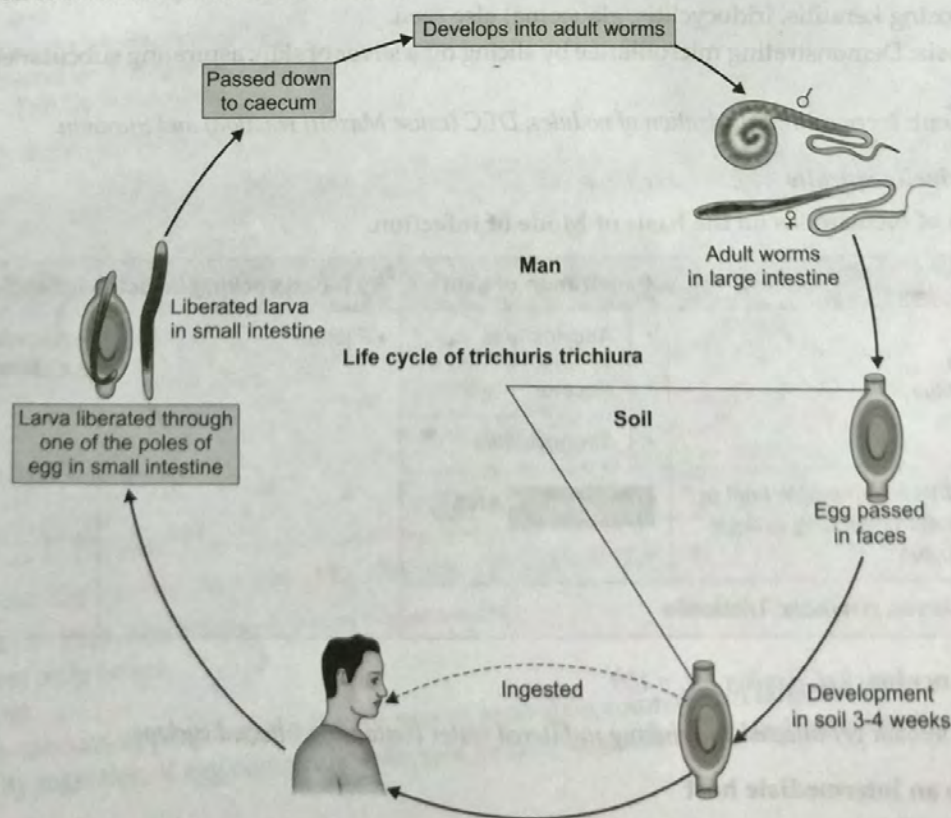 Develops into adult worms
Passed down
to caecum
♂
♀
Adult worms
in large intestine
Man
Liberated larva
in small intestine
Life cycle of trichuris trichiura
Larva liberated through
one of the poles of
egg in small intestine
Soil
Egg passed
in faces
Ingested
Development
in soil 3-4 weeks